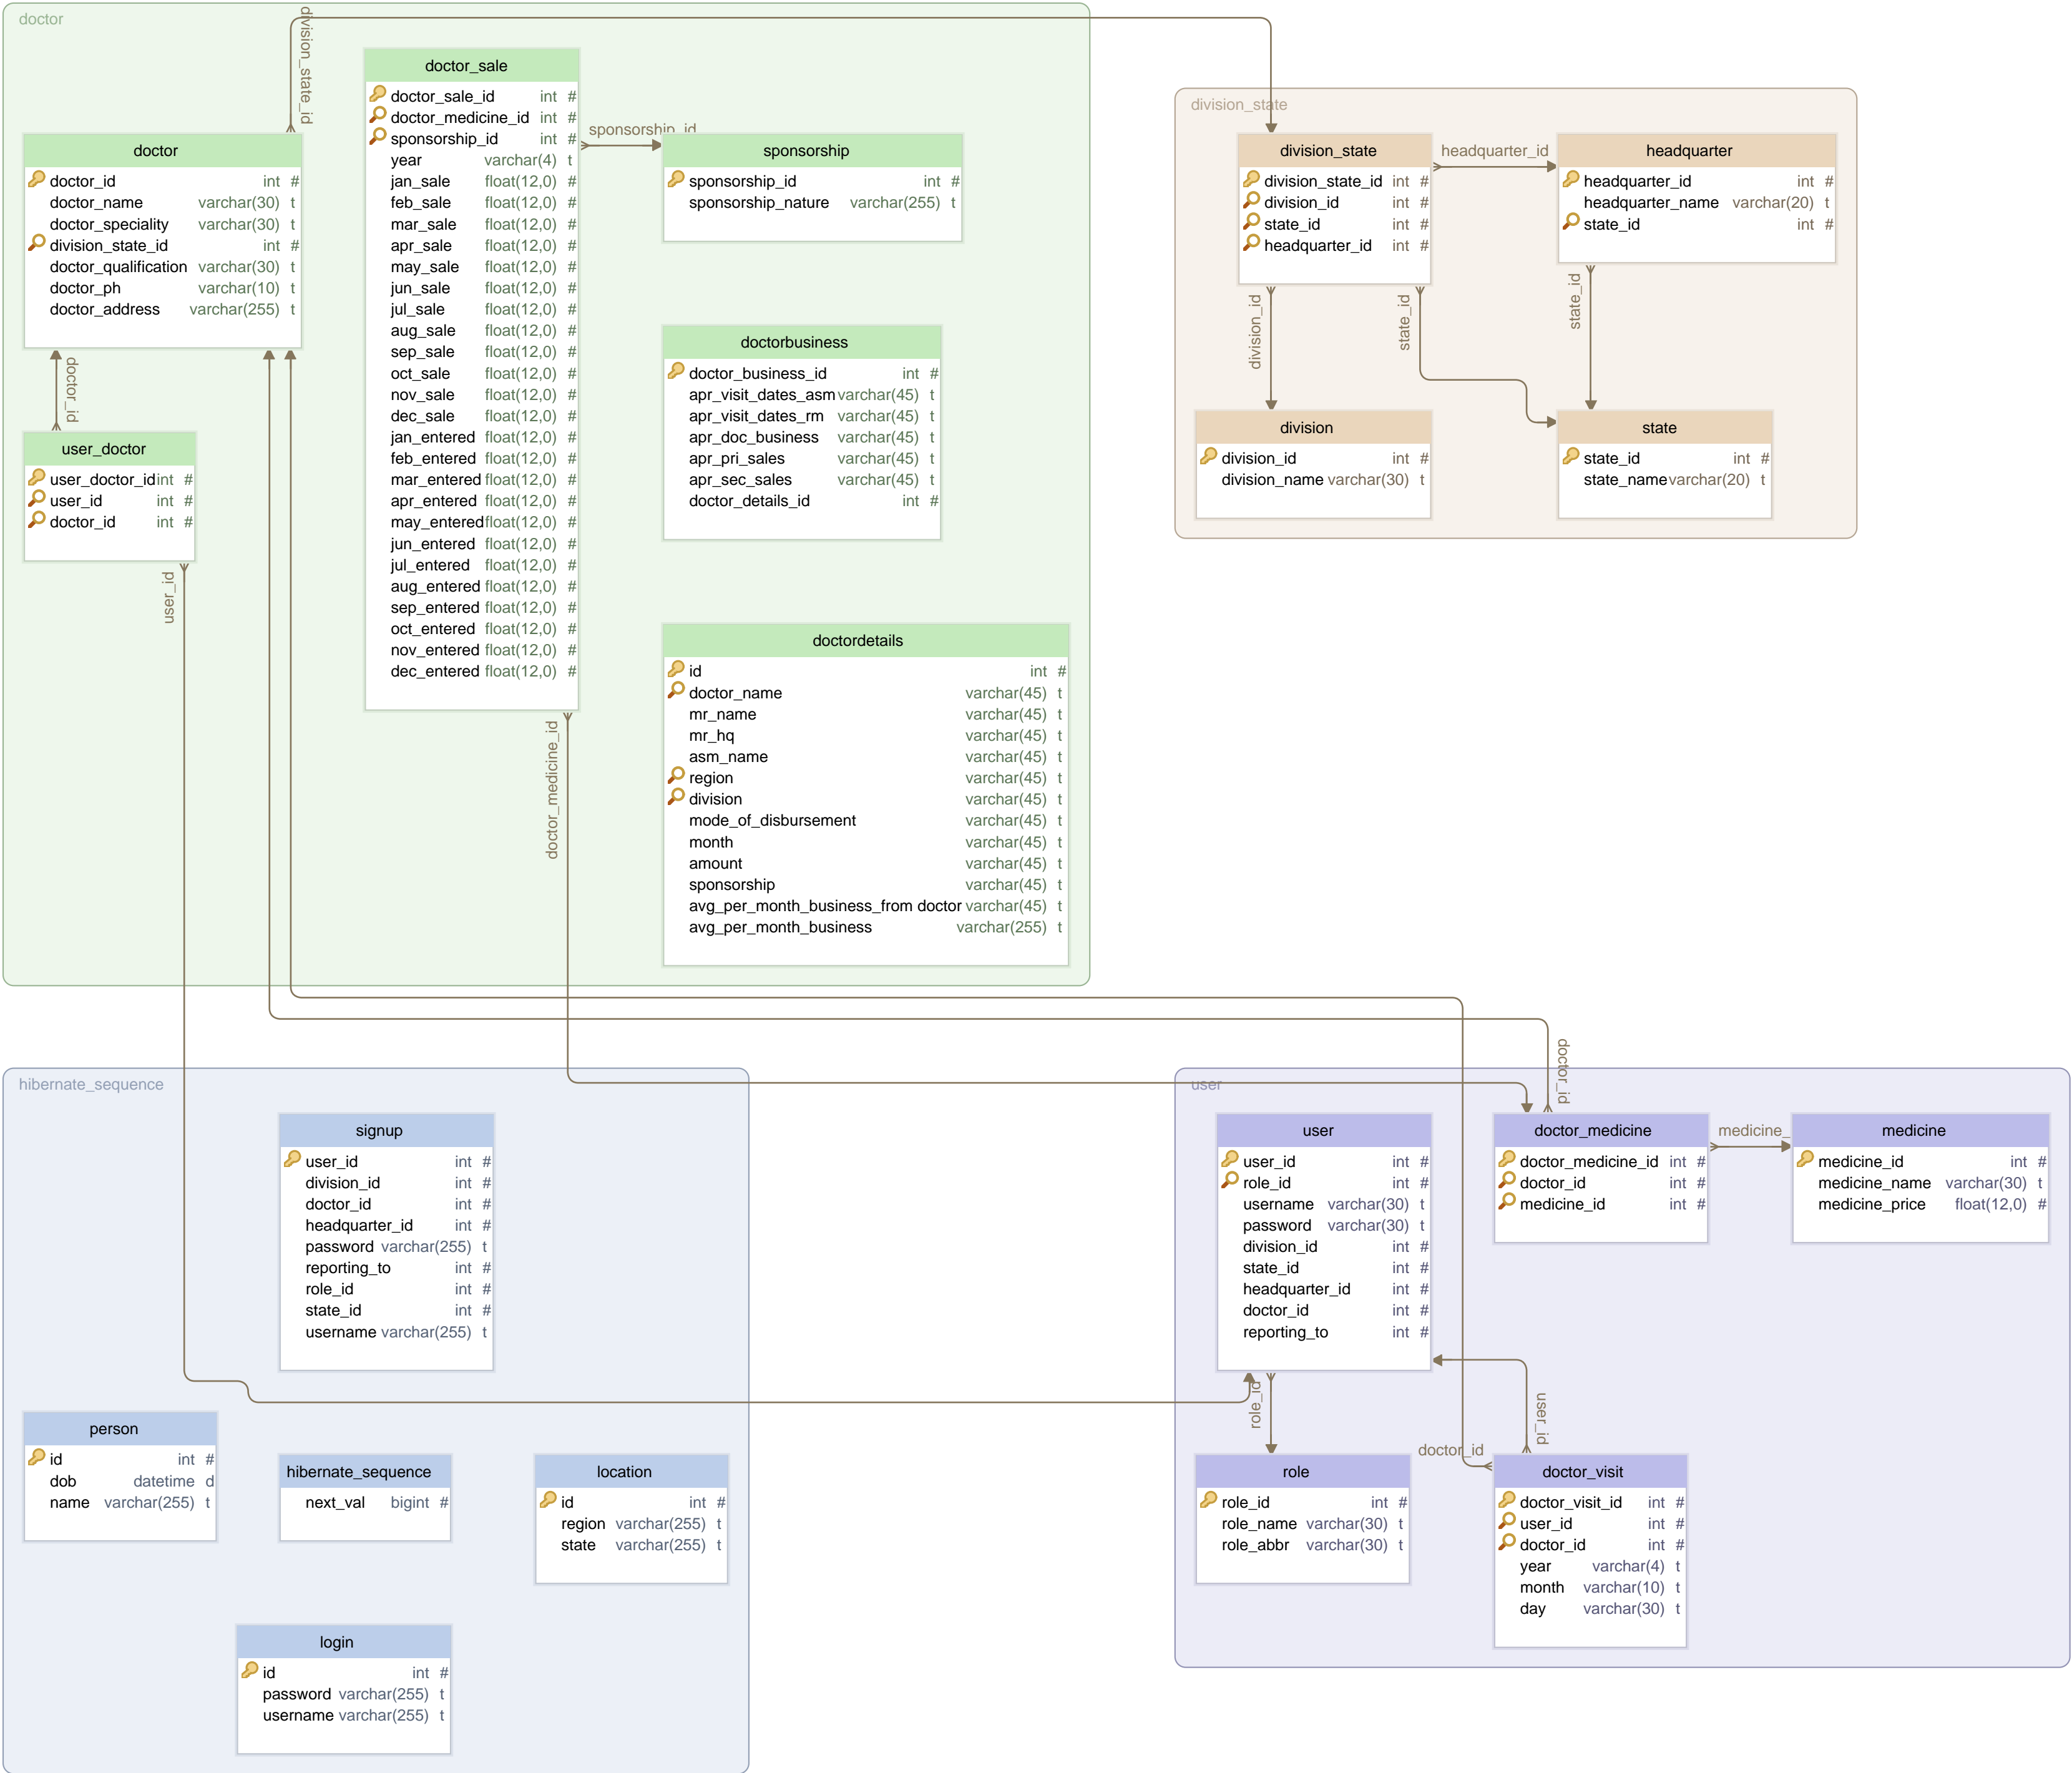 doctor
division_state_id
doctor_sale
doctor_sale_id int #
doctor_medicine_id int #
sponsorship_id int #
year varchar(4) t
jan_sale float(12,0) #
feb_sale float(12,0) #
mar_sale float(12,0) #
apr_sale float(12,0) #
may_sale float(12,0) #
jun_sale float(12,0) #
jul_sale float(12,0) #
aug_sale float(12,0) #
sep_sale float(12,0) #
oct_sale float(12,0) #
nov_sale float(12,0) #
dec_sale float(12,0) #
jan_entered float(12,0) #
feb_entered float(12,0) #
mar_entered float(12,0) #
apr_entered float(12,0) #
may_entered float(12,0) #
jun_entered float(12,0) #
jul_entered float(12,0) #
aug_entered float(12,0) #
sep_entered float(12,0) #
oct_entered float(12,0) #
nov_entered float(12,0) #
dec_entered float(12,0) #
sponsorship_id
doctor_medicine_id
doctor
doctor_id int #
doctor_name varchar(30) t
doctor_speciality varchar(30) t
division_state_id int #
doctor_qualification varchar(30) t
doctor_ph varchar(10) t
doctor_address varchar(255) t
doctor_id
user_doctor
user_doctor_id int #
user_id int #
doctor_id int #
user_id
sponsorship
sponsorship_id int #
sponsorship_nature varchar(255) t
doctorbusiness
doctor_business_id int #
apr_visit_dates_asm varchar(45) t
apr_visit_dates_rm varchar(45) t
apr_doc_business varchar(45) t
apr_pri_sales varchar(45) t
apr_sec_sales varchar(45) t
doctor_details_id int #
doctordetails
id int #
doctor_name varchar(45) t
mr_name varchar(45) t
mr_hq varchar(45) t
asm_name varchar(45) t
region varchar(45) t
division varchar(45) t
mode_of_disbursement varchar(45) t
month varchar(45) t
amount varchar(45) t
sponsorship varchar(45) t
avg_per_month_business_from doctor varchar(45) t
avg_per_month_business varchar(255) t
division_state
division_state
division_state_id int #
division_id int #
state_id int #
headquarter_id int #
headquarter_id
headquarter
headquarter_id int #
headquarter_name varchar(20) t
state_id int #
division_id
state_id
state_id
division
division_id int #
division_name varchar(30) t
state
state_id int #
state_name varchar(20) t
hibernate_sequence
signup
user_id int #
division_id int #
doctor_id int #
headquarter_id int #
password varchar(255) t
reporting_to int #
role_id int #
state_id int #
username varchar(255) t
person
id int #
dob datetime d
name varchar(255) t
hibernate_sequence
next_val bigint #
location
id int #
region varchar(255) t
state varchar(255) t
login
id int #
password varchar(255) t
username varchar(255) t
user
doctor_id
user
user_id int #
role_id int #
username varchar(30) t
password varchar(30) t
division_id int #
state_id int #
headquarter_id int #
doctor_id int #
reporting_to int #
doctor_medicine
doctor_medicine_id int #
doctor_id int #
medicine_id int #
medicine_
medicine
medicine_id int #
medicine_name varchar(30) t
medicine_price float(12,0) #
role_id
user_id
doctor_id
role
role_id int #
role_name varchar(30) t
role_abbr varchar(30) t
doctor_visit
doctor_visit_id int #
user_id int #
doctor_id int #
year varchar(4) t
month varchar(10) t
day varchar(30) t